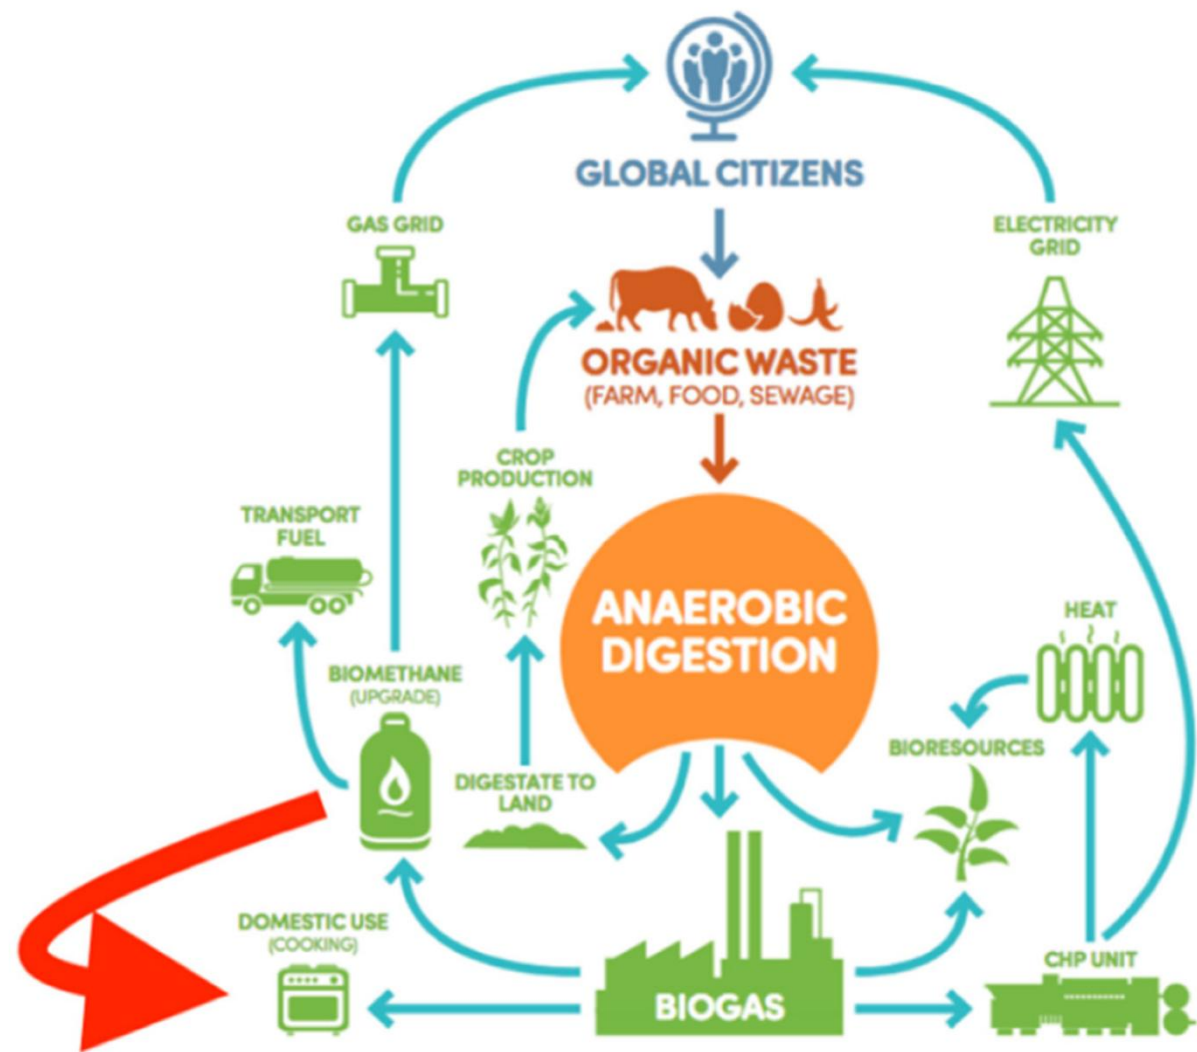 GLOBAL CITIZENS
GAS GRID
ELECTRICITY
GRID
ORGANIC WASTE
(FARM, FOOD, SEWAGE)
CROP
PRODUCTION
TRANSPORT
FUEL
ANAEROBIC
DIGESTION
HEAT
BIOMETHANE
(UPGRADE)
BIORESOURCES
DIGESTATE TO
LAND
DOMESTIC USE
(COOKING)
CHP UNIT
BIOGAS